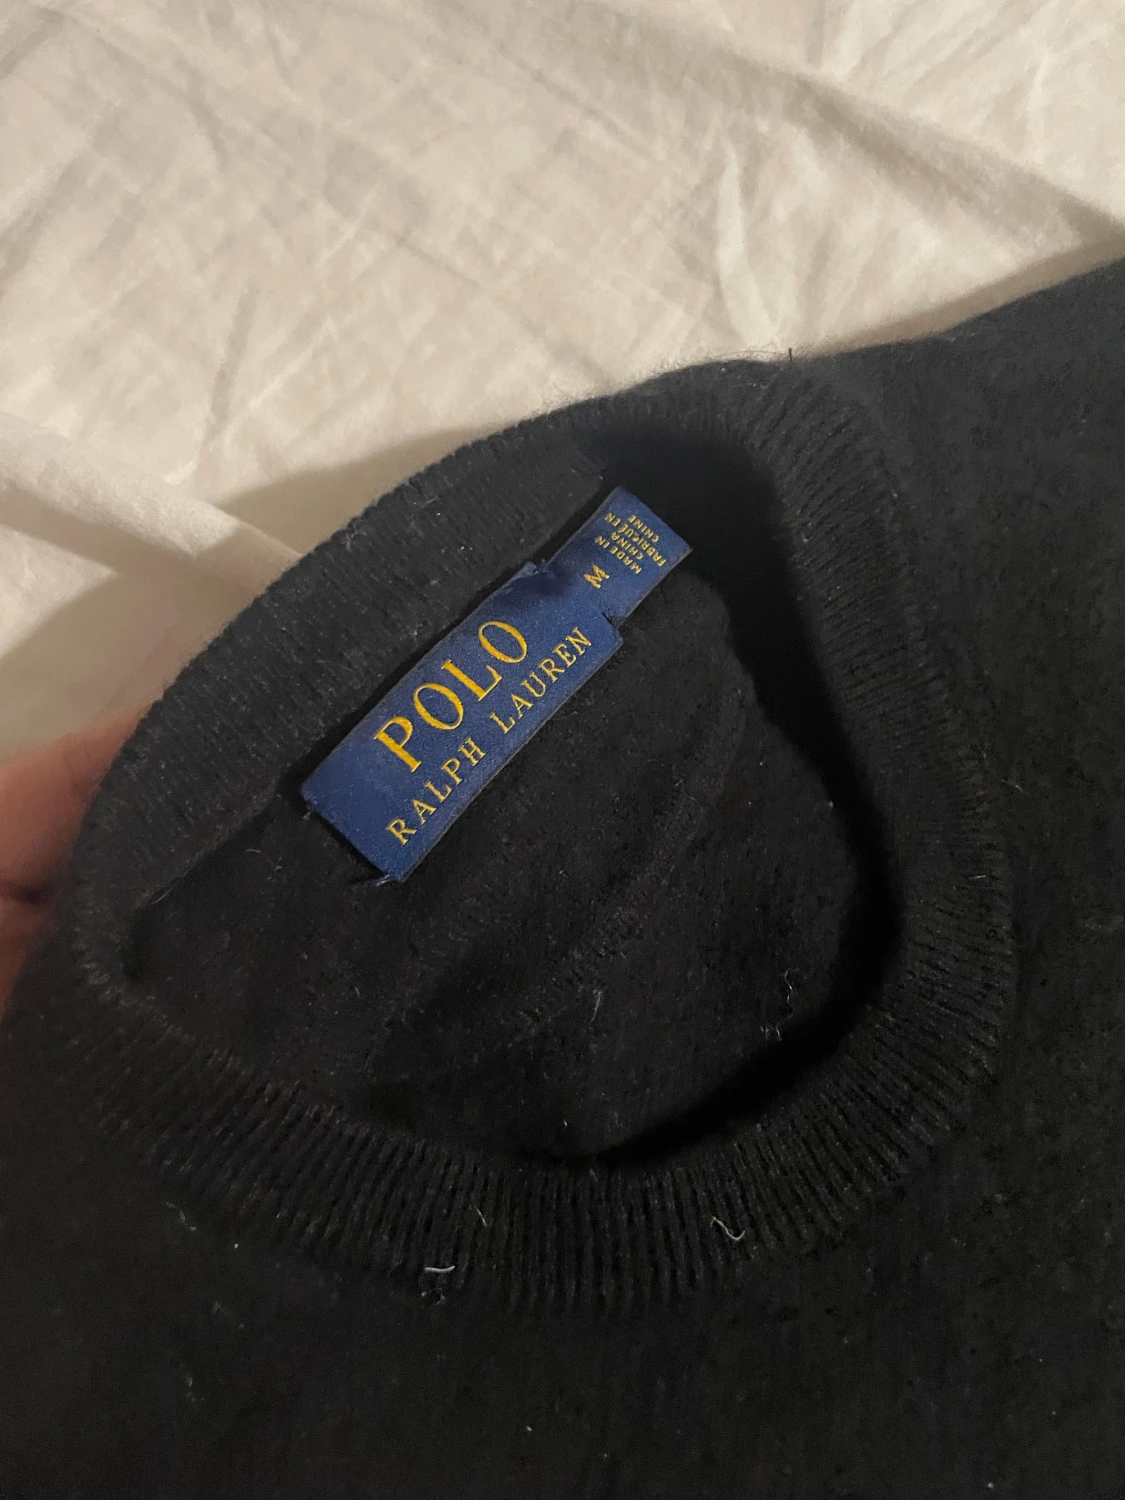 POLO
RALPH LAUREN
M
MADE IN
CHINA
FABRIQUÉ EN
CHINE